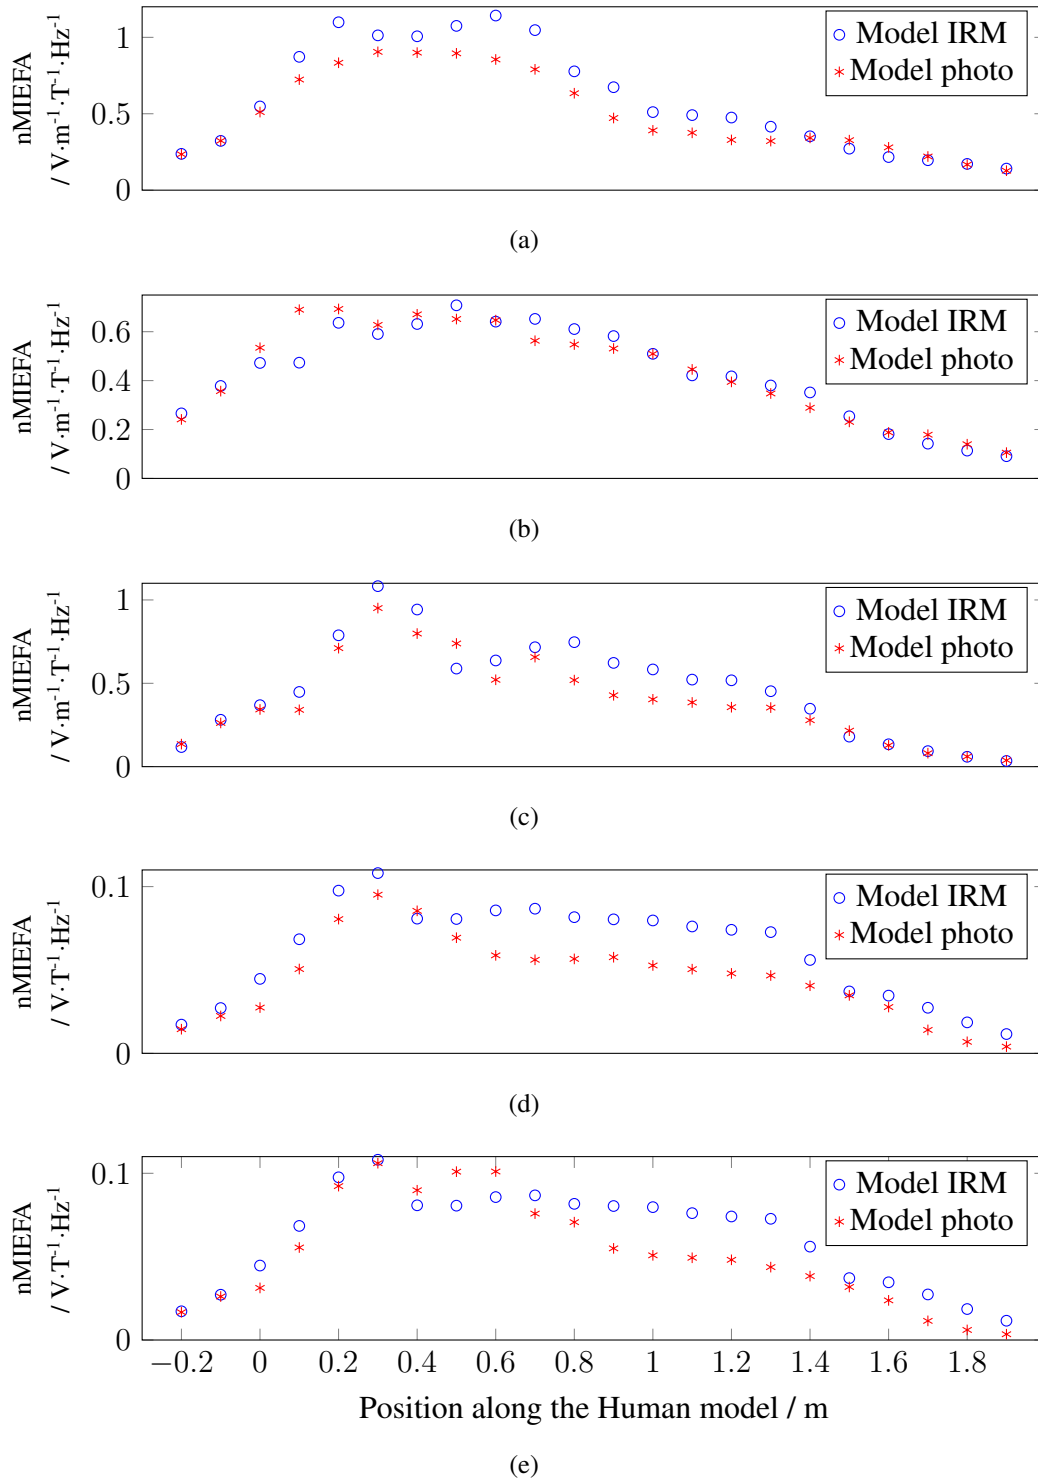 nMIEFA
/ V·m⁻¹·T⁻¹·Hz⁻¹
1
0.5
0
Model IRM
Model photo
(a)
nMIEFA
/ V·m⁻¹·T⁻¹·Hz⁻¹
0.6
0.4
0.2
0
Model IRM
Model photo
(b)
nMIEFA
/ V·m⁻¹·T⁻¹·Hz⁻¹
1
0.5
0
Model IRM
Model photo
(c)
nMIEFA
/ V·T⁻¹·Hz⁻¹
0.1
0
Model IRM
Model photo
(d)
nMIEFA
/ V·T⁻¹·Hz⁻¹
0.1
0
Model IRM
Model photo
−0.2 0 0.2 0.4 0.6 0.8 1 1.2 1.4 1.6 1.8
Position along the Human model / m
(e)